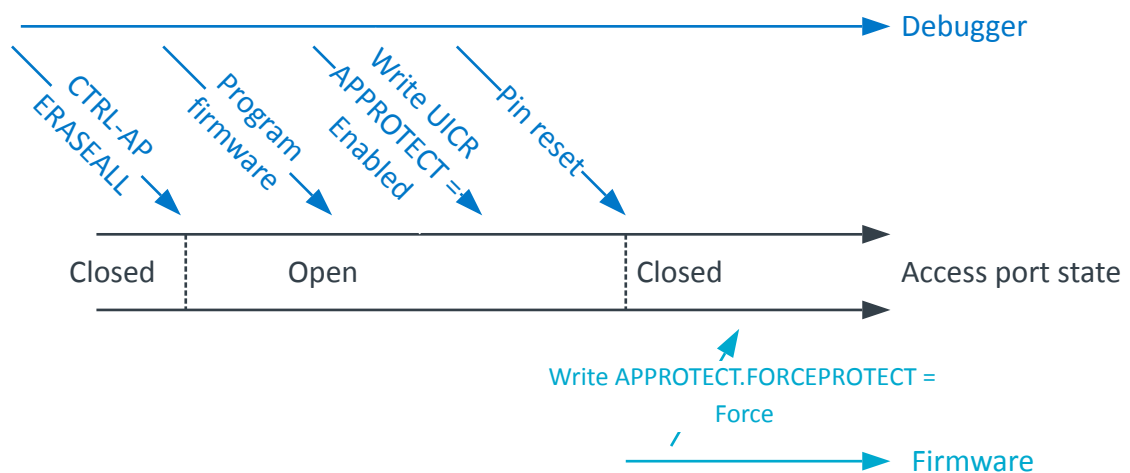 Debugger
CTRL-AP
ERASEALL
Program
firmware
Write UICR
APPROTECT =
Enabled
Pin reset
Closed
Open
Closed
Access port state
Write APPROTECT.FORCEPROTECT =
Force
Firmware